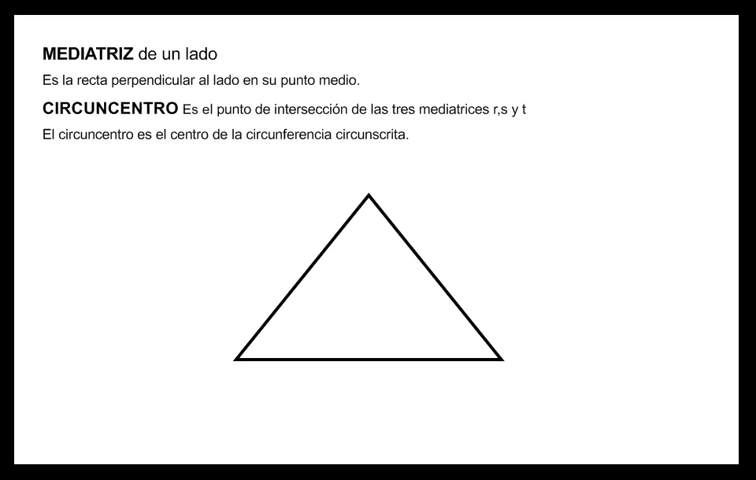 MEDIATRIZ de un lado
Es la recta perpendicular al lado en su punto medio.
CIRCUNCENTRO Es el punto de intersección de las tres mediatrices r,s y t
El circuncentro es el centro de la circunferencia circunscrita.